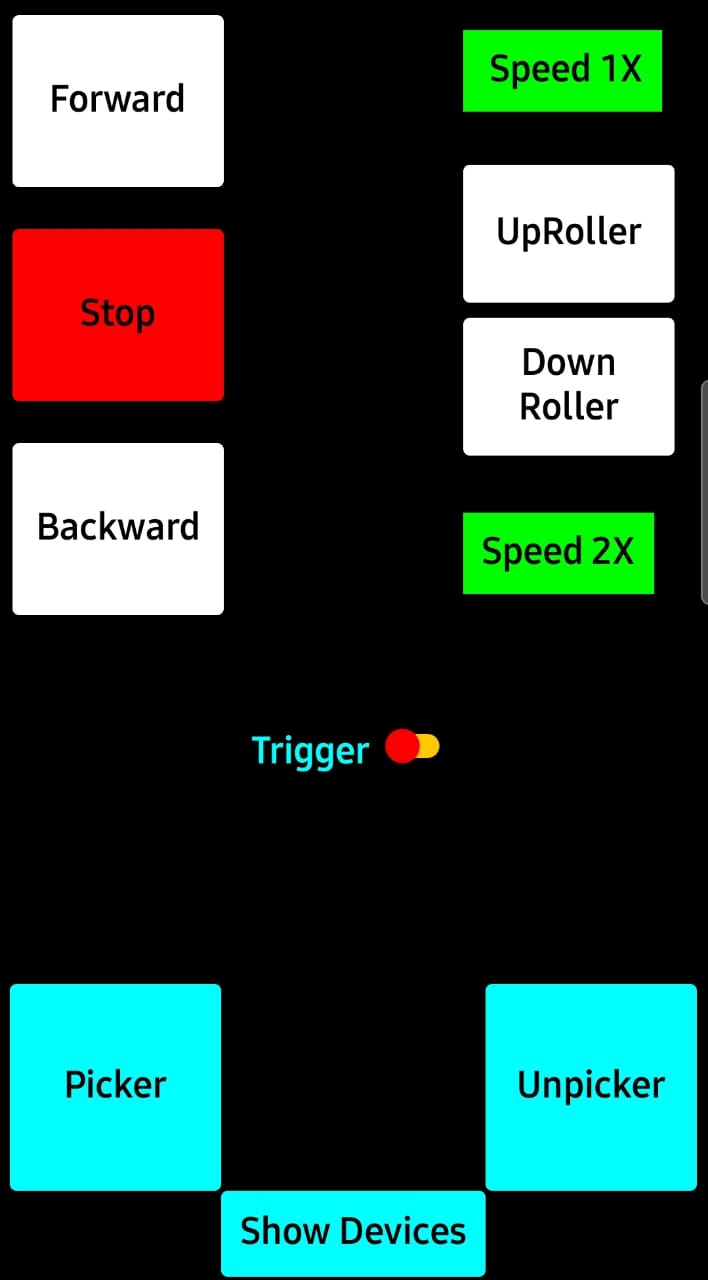 Forward
Speed 1X
UpRoller
Stop
Down
Roller
Backward
Speed 2X
Trigger
Picker
Unpicker
Show Devices